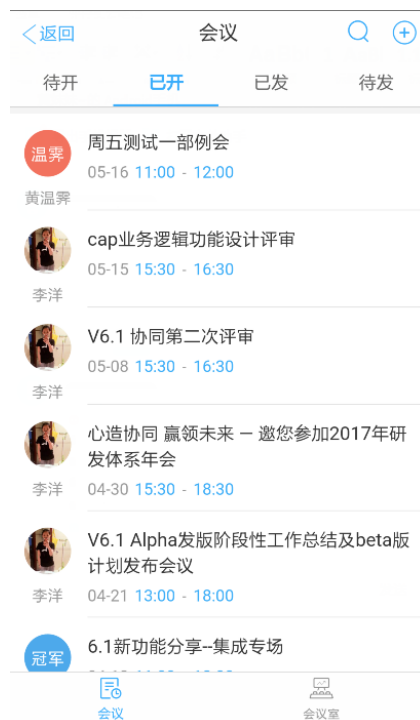 返回
会议
待开
已开
已发
待发
温霁
周五测试一部例会
05-16 11:00 - 12:00
黄温霁
cap业务逻辑功能设计评审
05-15 15:30 - 16:30
李洋
V6.1 协同第二次评审
05-08 15:30 - 16:30
李洋
心造协同 赢领未来 — 邀您参加2017年研
发体系年会
04-30 15:30 - 18:30
李洋
V6.1 Alpha发版阶段性工作总结及beta版
计划发布会议
04-21 13:00 - 18:00
李洋
冠军
6.1新功能分享--集成专场
会议
会议室